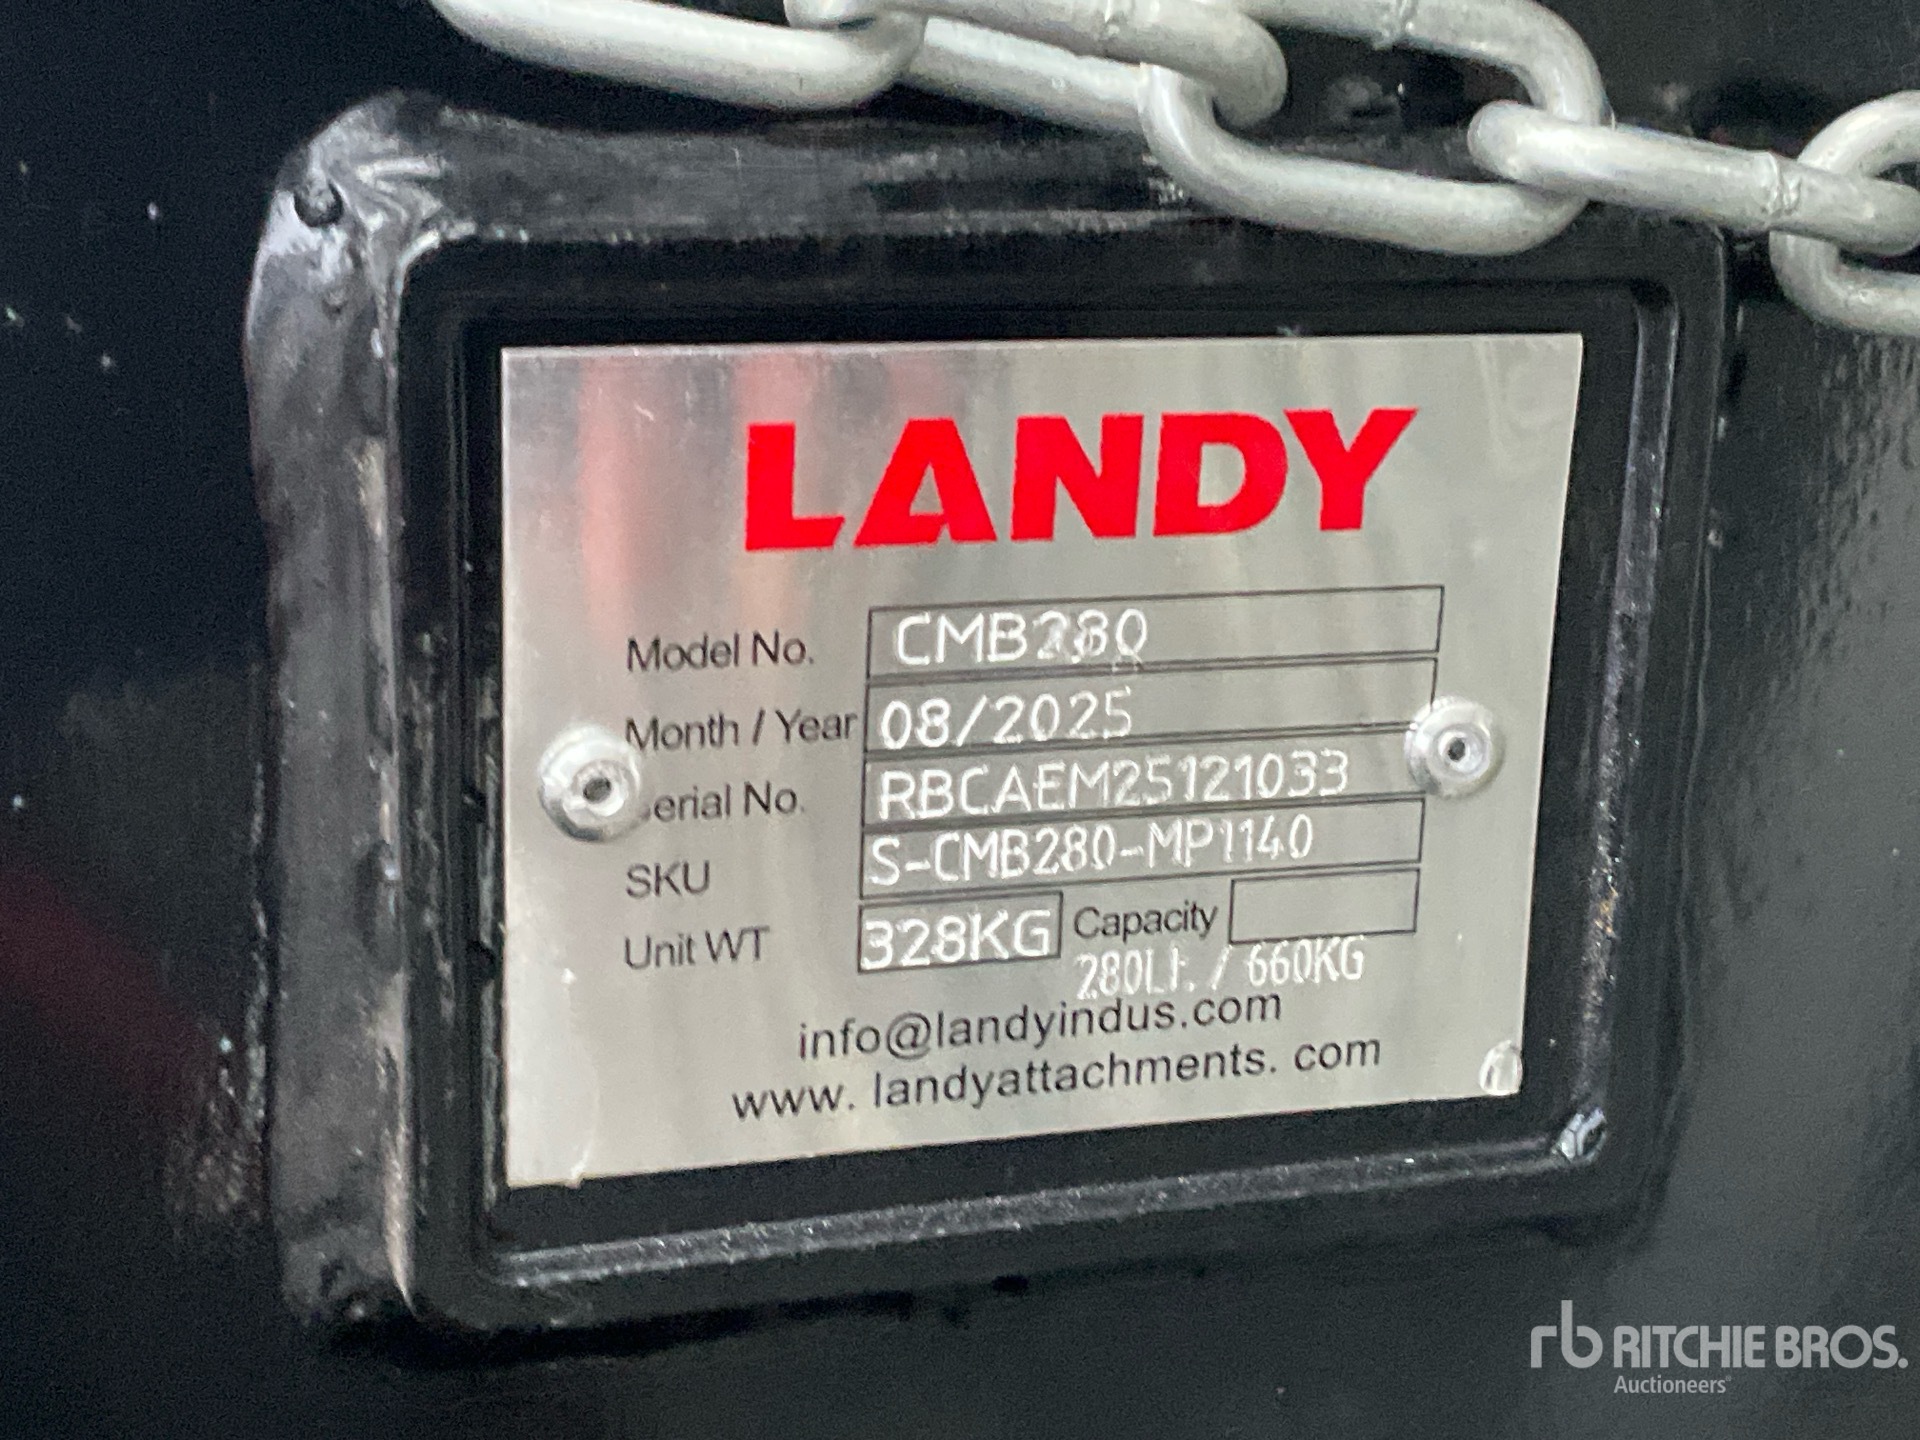 LANDY
Model No. CMB280
Month / Year 08/2025
Serial No. RBCAEM25121033
SKU S-CMB280-MP1140
Unit WT 328KG Capacity
280Lt. / 660KG
info@landyindus.com
www. landyattachments. com
rb RITCHIE BROS.
Auctioneers